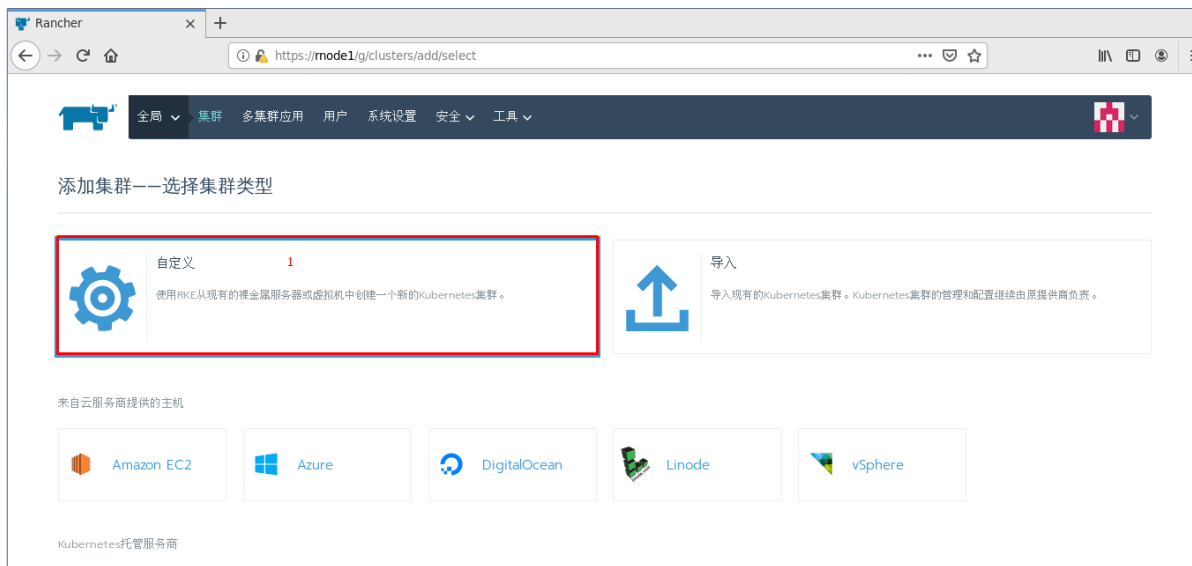 Rancher
https://rnode1/g/clusters/add/select
全局 集群 多集群应用 用户 系统设置 安全 工具
添加集群——选择集群类型
自定义 1
使用RKE从现有的裸金属服务器或虚拟机中创建一个新的Kubernetes集群。
导入
导入现有的Kubernetes集群。Kubernetes集群的管理和配置继续由原提供商负责。
来自云服务商提供的主机
Amazon EC2 Azure DigitalOcean Linode vSphere
Kubernetes托管服务商